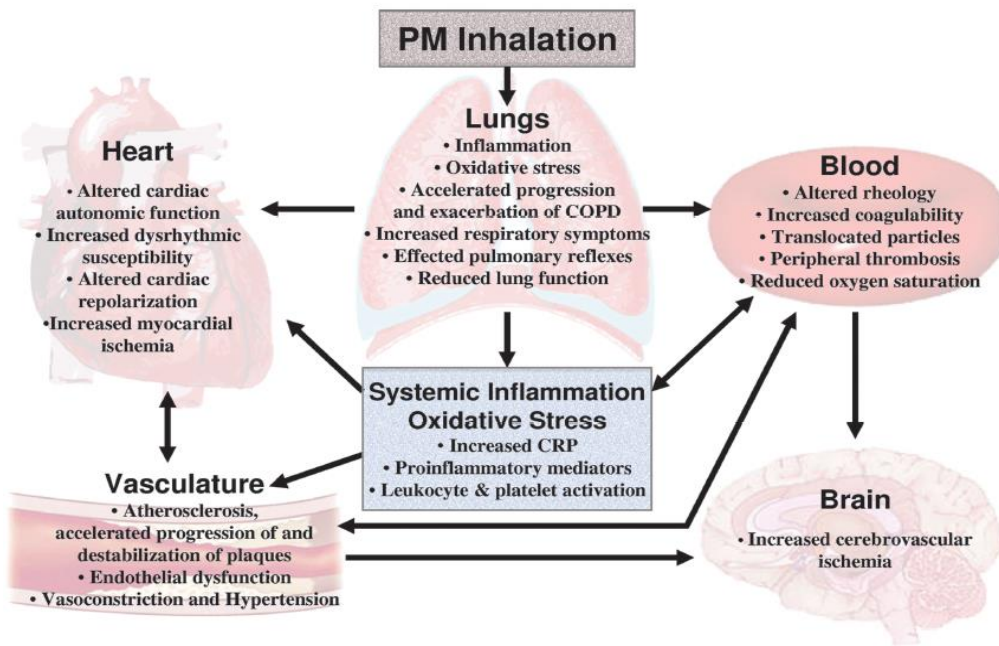 PM Inhalation
Lungs
• Inflammation
• Oxidative stress
• Accelerated progression
and exacerbation of COPD
• Increased respiratory symptoms
• Effected pulmonary reflexes
• Reduced lung function
Heart
• Altered cardiac
autonomic function
• Increased dysrhythmic
susceptibility
• Altered cardiac
repolarization
•Increased myocardial
ischemia
Blood
• Altered rheology
• Increased coagulability
• Translocated particles
• Peripheral thrombosis
• Reduced oxygen saturation
Systemic Inflammation
Oxidative Stress
• Increased CRP
• Proinflammatory mediators
• Leukocyte & platelet activation
Vasculature
• Atherosclerosis,
accelerated progression of and
destabilization of plaques
• Endothelial dysfunction
• Vasoconstriction and Hypertension
Brain
• Increased cerebrovascular
ischemia